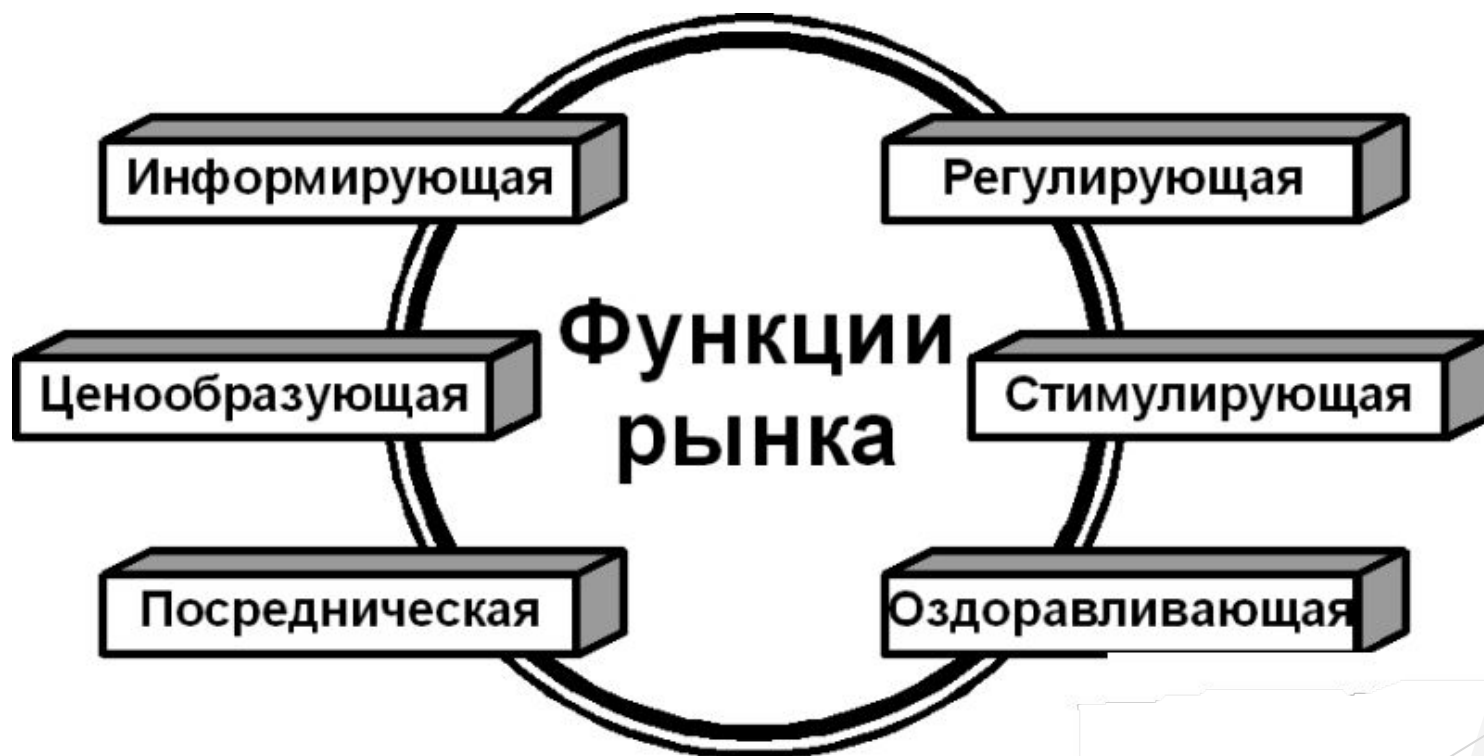 Информирующая
Регулирующая
Функции
рынка
Ценообразующая
Стимулирующая
Посредническая
Оздоравливающая